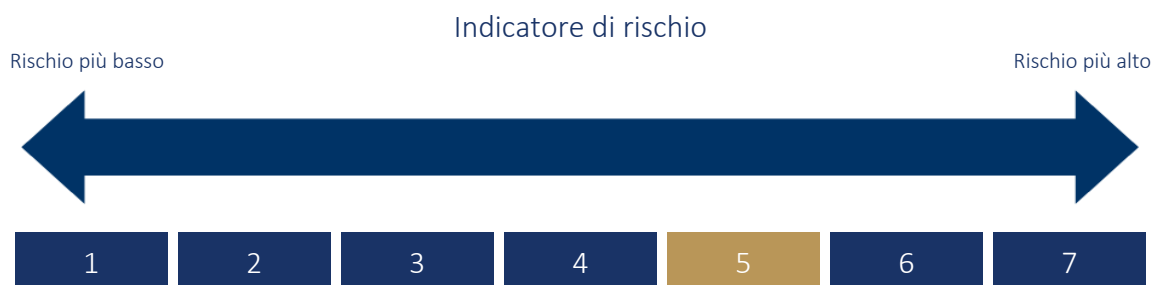 Indicatore di rischio
Rischio più basso
Rischio più alto
1 2 3 4 5 6 7